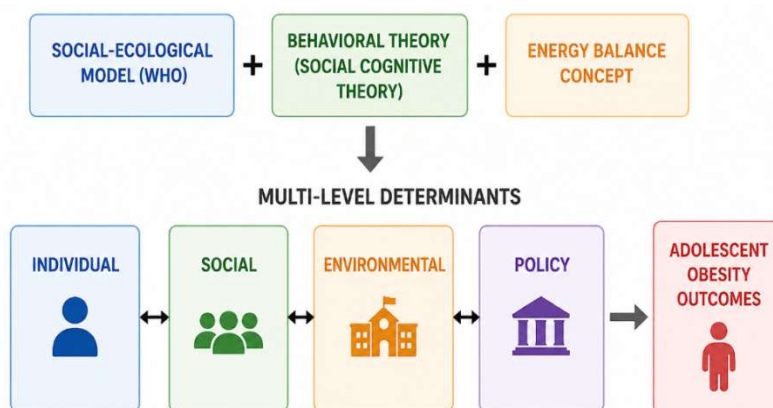 SOCIAL-ECOLOGICAL
MODEL (WHO)
+
BEHAVIORAL THEORY
(SOCIAL COGNITIVE
THEORY)
+
ENERGY BALANCE
CONCEPT
MULTI-LEVEL DETERMINANTS
INDIVIDUAL
SOCIAL
ENVIRONMENTAL
POLICY
ADOLESCENT
OBESITY
OUTCOMES